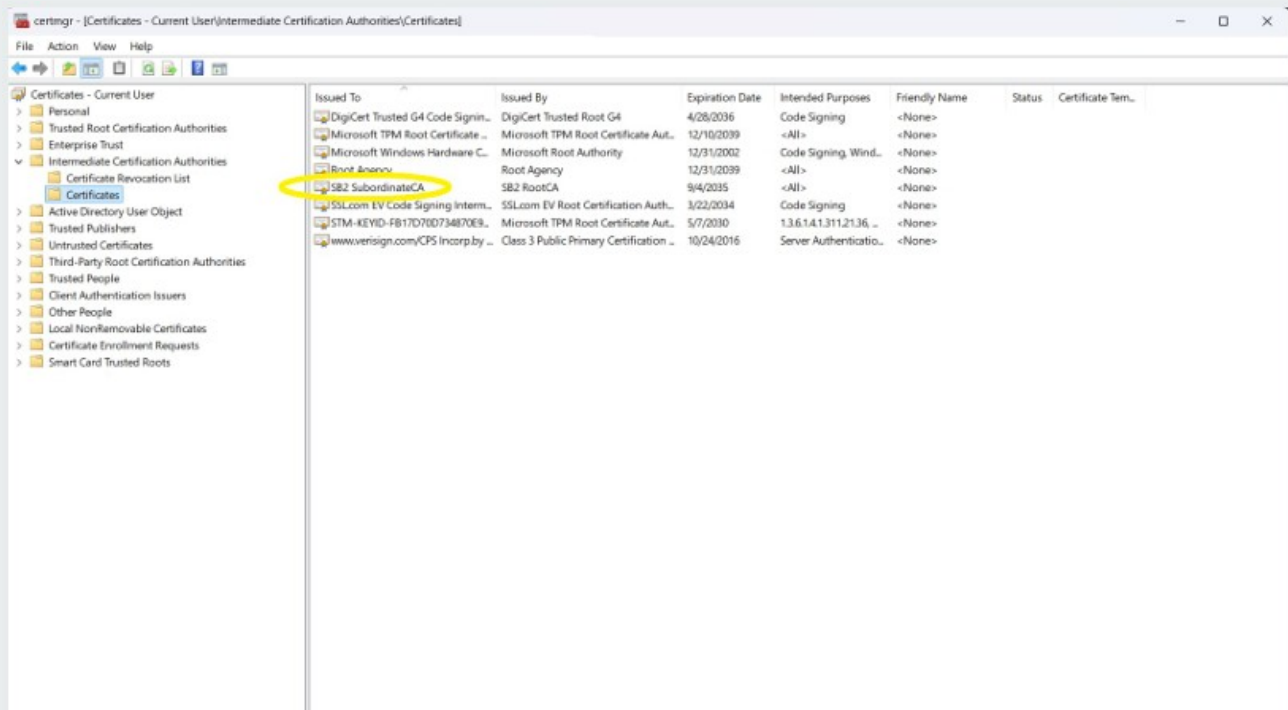 certmgr - [Certificates - Current User\Intermediate Certification Authorities\Certificates]
File Action View Help
Certificates - Current User
Personal
Trusted Root Certification Authorities
Enterprise Trust
Intermediate Certification Authorities
Certificate Revocation List
Certificates
Active Directory User Object
Trusted Publishers
Untrusted Certificates
Third-Party Root Certification Authorities
Trusted People
Client Authentication Issuers
Other People
Local NonRemovable Certificates
Certificate Enrollment Requests
Smart Card Trusted Roots
Issued To Issued By Expiration Date Intended Purposes Friendly Name Status Certificate Tem...
DigiCert Trusted G4 Code Signin... DigiCert Trusted Root G4 4/28/2036 Code Signing <None>
Microsoft TPM Root Certificate ... Microsoft TPM Root Certificate Aut... 12/10/2039 <All> <None>
Microsoft Windows Hardware C... Microsoft Root Authority 12/31/2002 Code Signing, Wind... <None>
Root Agency Root Agency 12/31/2039 <All> <None>
SB2 SubordinateCA SB2 RootCA 9/4/2035 <All> <None>
SSL.com EV Code Signing Interm... SSL.com EV Root Certification Auth... 3/22/2034 Code Signing <None>
STM-KEYID-FB17D70D734870E9... Microsoft TPM Root Certificate Aut... 5/7/2030 1.3.6.1.4.1.311.21.36, ... <None>
www.verisign.com/CPS Incorp.by ... Class 3 Public Primary Certification ... 10/24/2016 Server Authenticatio... <None>